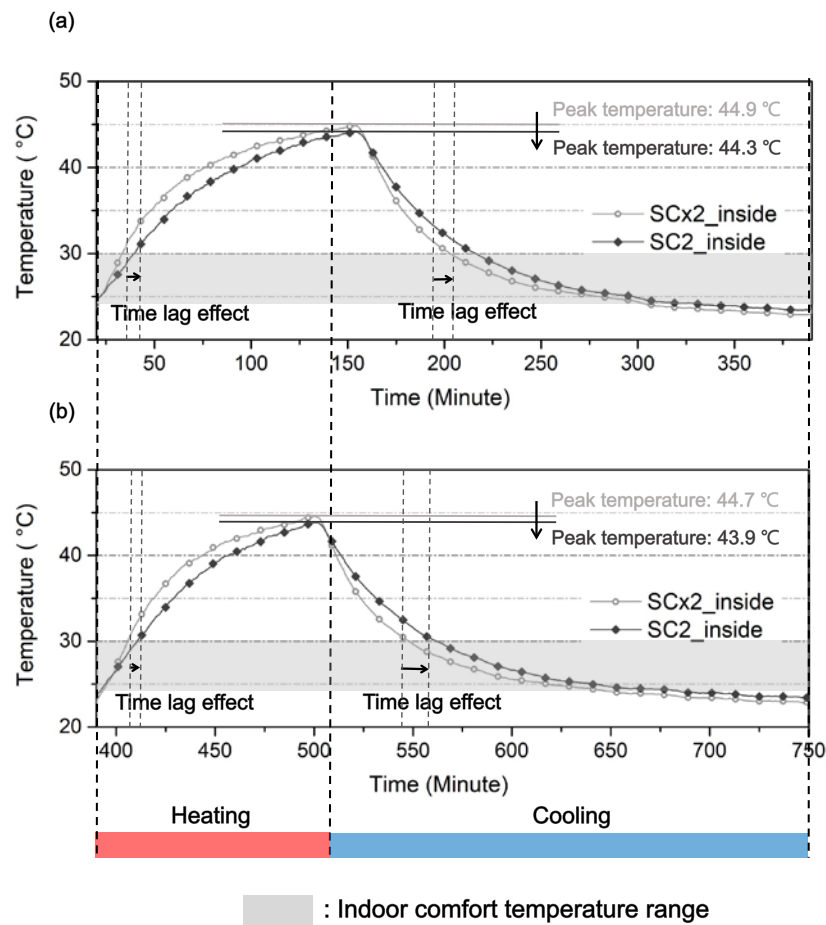 (a)
50
40
30
20
Temperature ( °C)
Peak temperature: 44.9 ℃
Peak temperature: 44.3 ℃
SCx2_inside
SC2_inside
Time lag effect
Time lag effect
50
100
150
200
250
300
350
Time (Minute)
(b)
50
40
30
20
Temperature ( °C)
Peak temperature: 44.7 ℃
Peak temperature: 43.9 ℃
SCx2_inside
SC2_inside
Time lag effect
Time lag effect
400
450
500
550
600
650
700
750
Time (Minute)
Heating
Cooling
: Indoor comfort temperature range